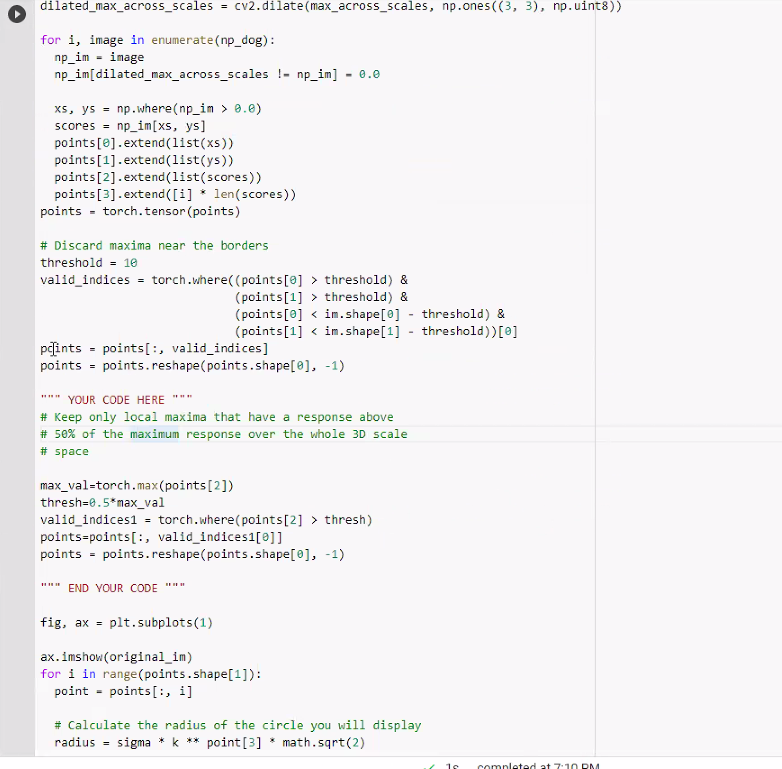 dilated_max_across_scales = cv2.dilate(max_across_scales, np.ones((3, 3), np.uint8))
for i, image in enumerate(np_dog):
  np_im = image
  np_im[dilated_max_across_scales != np_im] = 0.0
  xs, ys = np.where(np_im > 0.0)
  scores = np_im[xs, ys]
  points[0].extend(list(xs))
  points[1].extend(list(ys))
  points[2].extend(list(scores))
  points[3].extend([i] * len(scores))
points = torch.tensor(points)
# Discard maxima near the borders
threshold = 10
valid_indices = torch.where((points[0] > threshold) &
                            (points[1] > threshold) &
                            (points[0] < im.shape[0] - threshold) &
                            (points[1] < im.shape[1] - threshold))[0]
points = points[:, valid_indices]
points = points.reshape(points.shape[0], -1)
""" YOUR CODE HERE """
# Keep only local maxima that have a response above
# 50% of the maximum response over the whole 3D scale
# space
max_val=torch.max(points[2])
thresh=0.5*max_val
valid_indices1 = torch.where(points[2] > thresh)
points=points[:, valid_indices1[0]]
points = points.reshape(points.shape[0], -1)
""" END YOUR CODE """
fig, ax = plt.subplots(1)
ax.imshow(original_im)
for i in range(points.shape[1]):
  point = points[:, i]
  # Calculate the radius of the circle you will display
  radius = sigma * k ** point[3] * math.sqrt(2)
✓ 1s completed at 7:10 PM